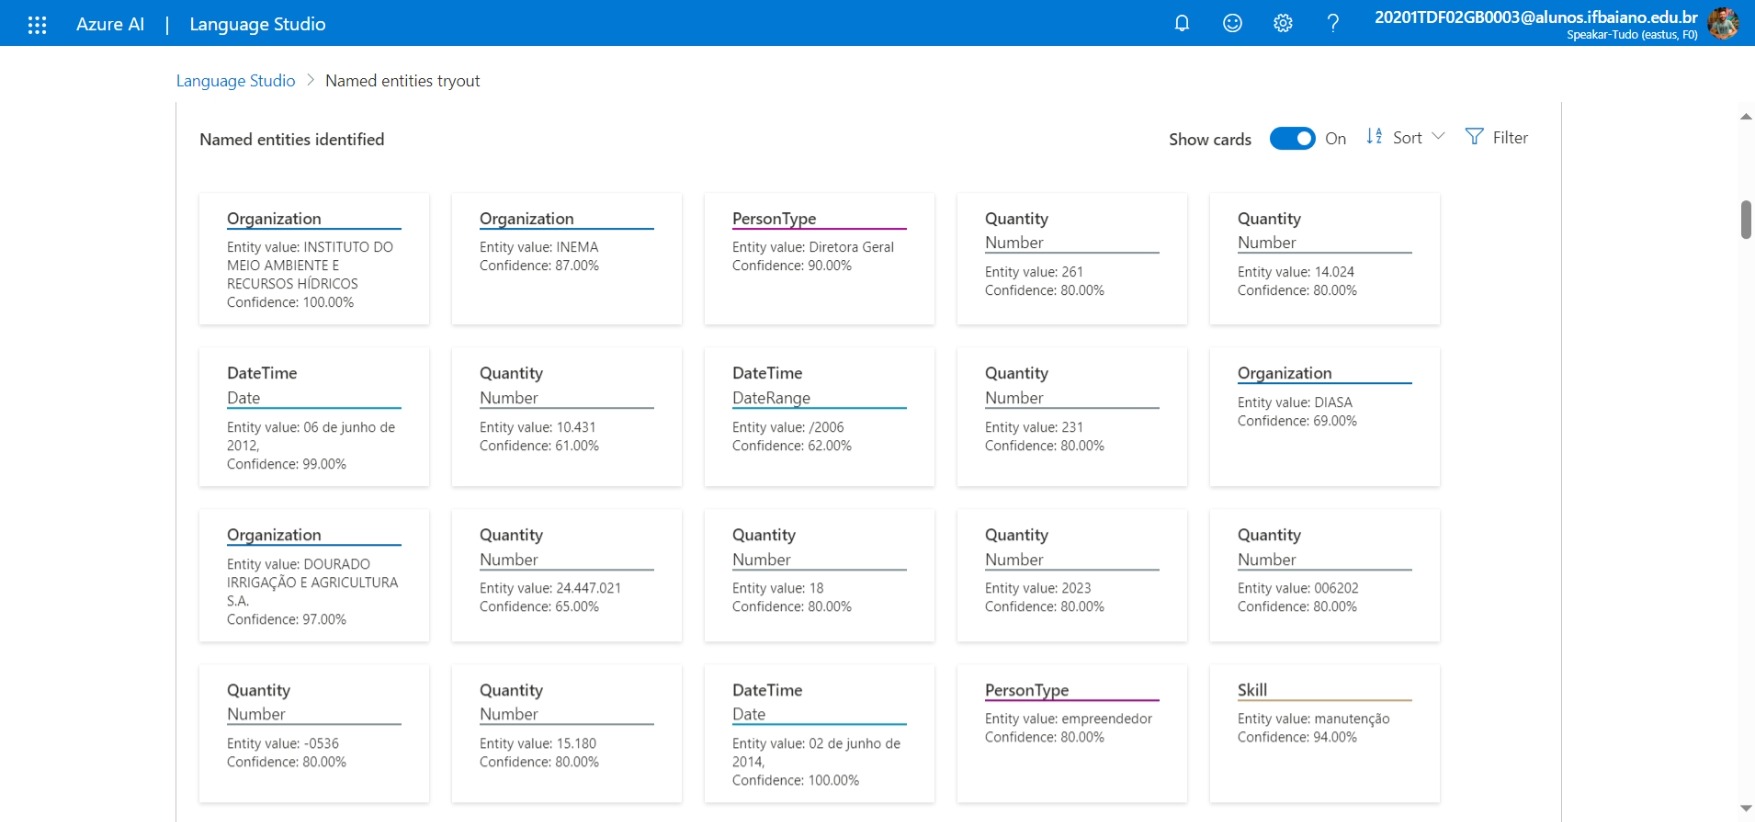 Azure AI | Language Studio
20201TDF02GB0003@alunos.ifbaiano.edu.br
Speakar-Tudo (eastus, F0)
Language Studio > Named entities tryout
Named entities identified
Show cards On Sort Filter
Organization
Entity value: INSTITUTO DO
MEIO AMBIENTE E
RECURSOS HÍDRICOS
Confidence: 100.00%
Organization
Entity value: INEMA
Confidence: 87.00%
PersonType
Entity value: Diretora Geral
Confidence: 90.00%
Quantity
Number
Entity value: 261
Confidence: 80.00%
Quantity
Number
Entity value: 14.024
Confidence: 80.00%
DateTime
Date
Entity value: 06 de junho de
2012,
Confidence: 99.00%
Quantity
Number
Entity value: 10.431
Confidence: 61.00%
DateTime
DateRange
Entity value: /2006
Confidence: 62.00%
Quantity
Number
Entity value: 231
Confidence: 80.00%
Organization
Entity value: DIASA
Confidence: 69.00%
Organization
Entity value: DOURADO
IRRIGAÇÃO E AGRICULTURA
S.A.
Confidence: 97.00%
Quantity
Number
Entity value: 24.447.021
Confidence: 65.00%
Quantity
Number
Entity value: 18
Confidence: 80.00%
Quantity
Number
Entity value: 2023
Confidence: 80.00%
Quantity
Number
Entity value: 006202
Confidence: 80.00%
Quantity
Number
Entity value: -0536
Confidence: 80.00%
Quantity
Number
Entity value: 15.180
Confidence: 80.00%
DateTime
Date
Entity value: 02 de junho de
2014,
Confidence: 100.00%
PersonType
Entity value: empreendedor
Confidence: 80.00%
Skill
Entity value: manutenção
Confidence: 94.00%